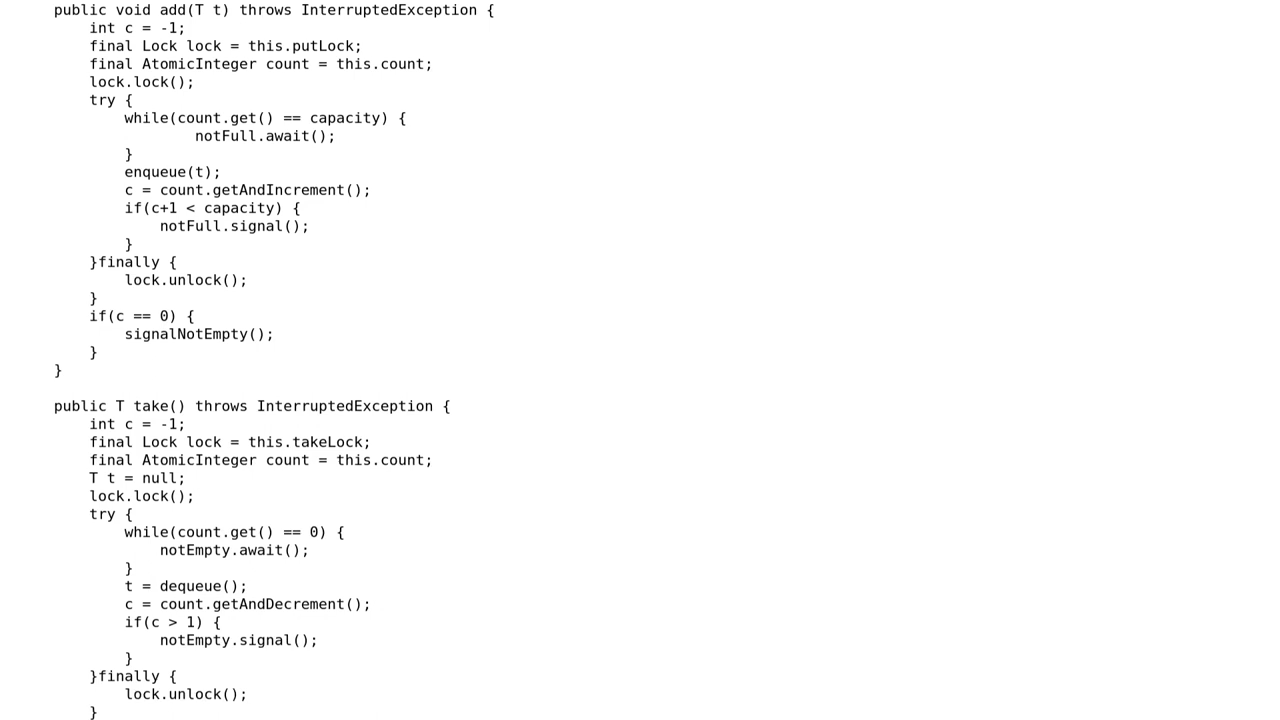 public void add(T t) throws InterruptedException {
    int c = -1;
    final Lock lock = this.putLock;
    final AtomicInteger count = this.count;
    lock.lock();
    try {
        while(count.get() == capacity) {
                notFull.await();
        }
        enqueue(t);
        c = count.getAndIncrement();
        if(c+1 < capacity) {
            notFull.signal();
        }
    }finally {
        lock.unlock();
    }
    if(c == 0) {
        signalNotEmpty();
    }
}

public T take() throws InterruptedException {
    int c = -1;
    final Lock lock = this.takeLock;
    final AtomicInteger count = this.count;
    T t = null;
    lock.lock();
    try {
        while(count.get() == 0) {
            notEmpty.await();
        }
        t = dequeue();
        c = count.getAndDecrement();
        if(c > 1) {
            notEmpty.signal();
        }
    }finally {
        lock.unlock();
    }